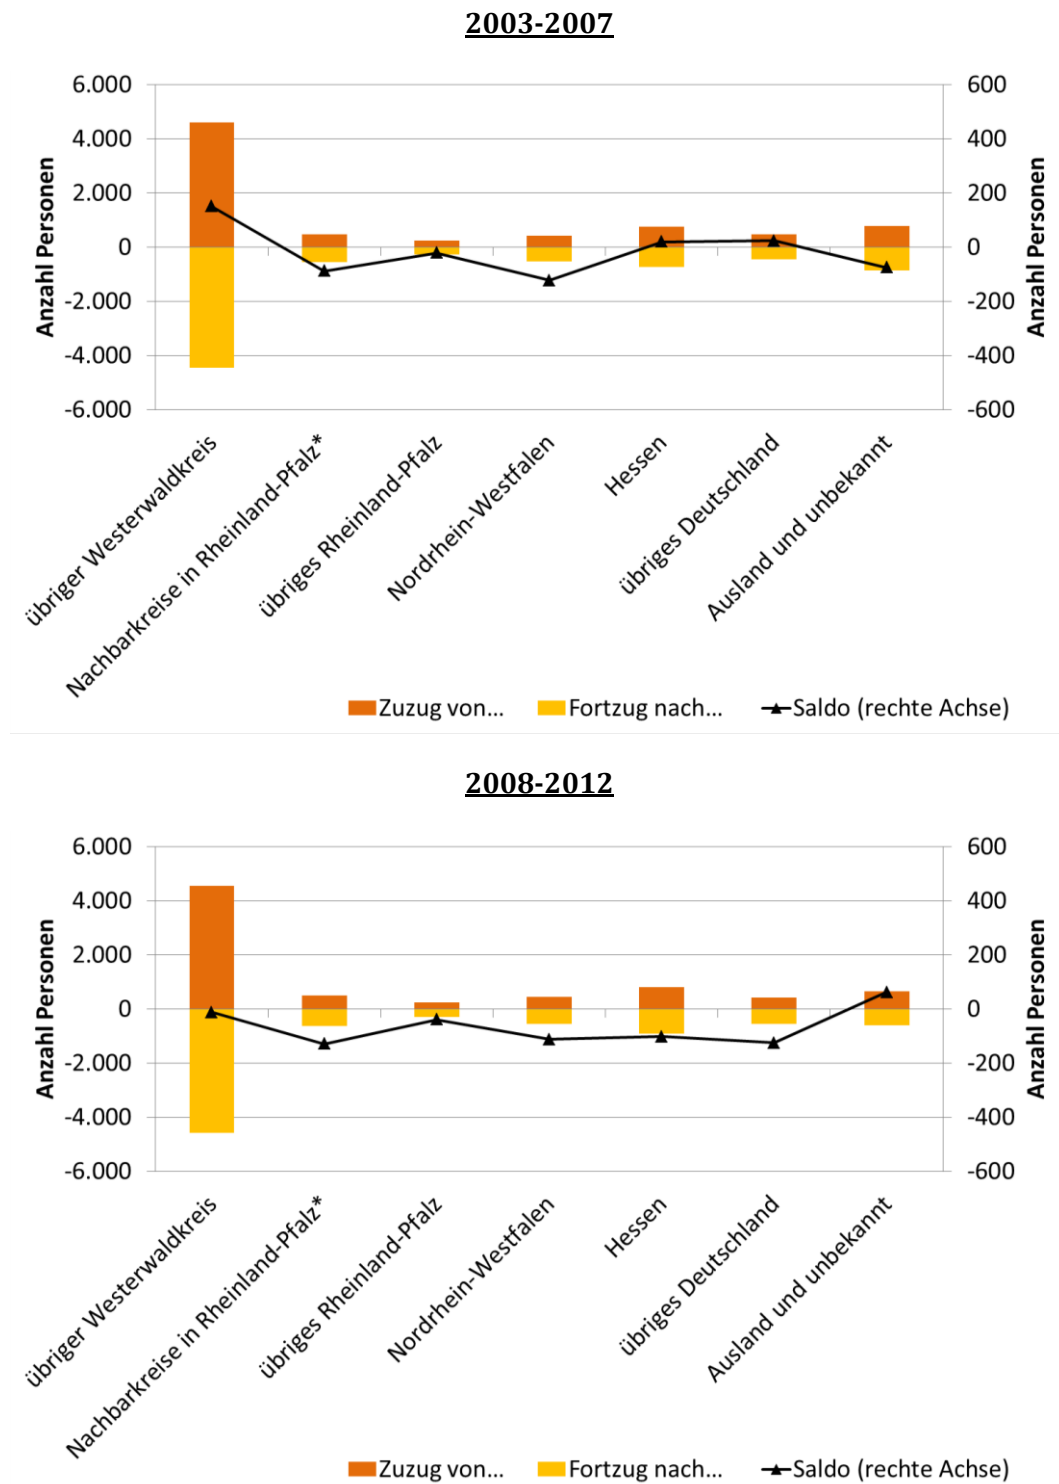 2003-2007
6.000
4.000
2.000
0
-2.000
-4.000
-6.000
Anzahl Personen
600
400
200
0
-200
-400
-600
Anzahl Personen
übriger Westerwaldkreis
Nachbarkreise in Rheinland-Pfalz*
übriges Rheinland-Pfalz
Nordrhein-Westfalen
Hessen
übriges Deutschland
Ausland und unbekannt
Zuzug von... Fortzug nach... Saldo (rechte Achse)
2008-2012
6.000
4.000
2.000
0
-2.000
-4.000
-6.000
Anzahl Personen
600
400
200
0
-200
-400
-600
Anzahl Personen
übriger Westerwaldkreis
Nachbarkreise in Rheinland-Pfalz*
übriges Rheinland-Pfalz
Nordrhein-Westfalen
Hessen
übriges Deutschland
Ausland und unbekannt
Zuzug von... Fortzug nach... Saldo (rechte Achse)